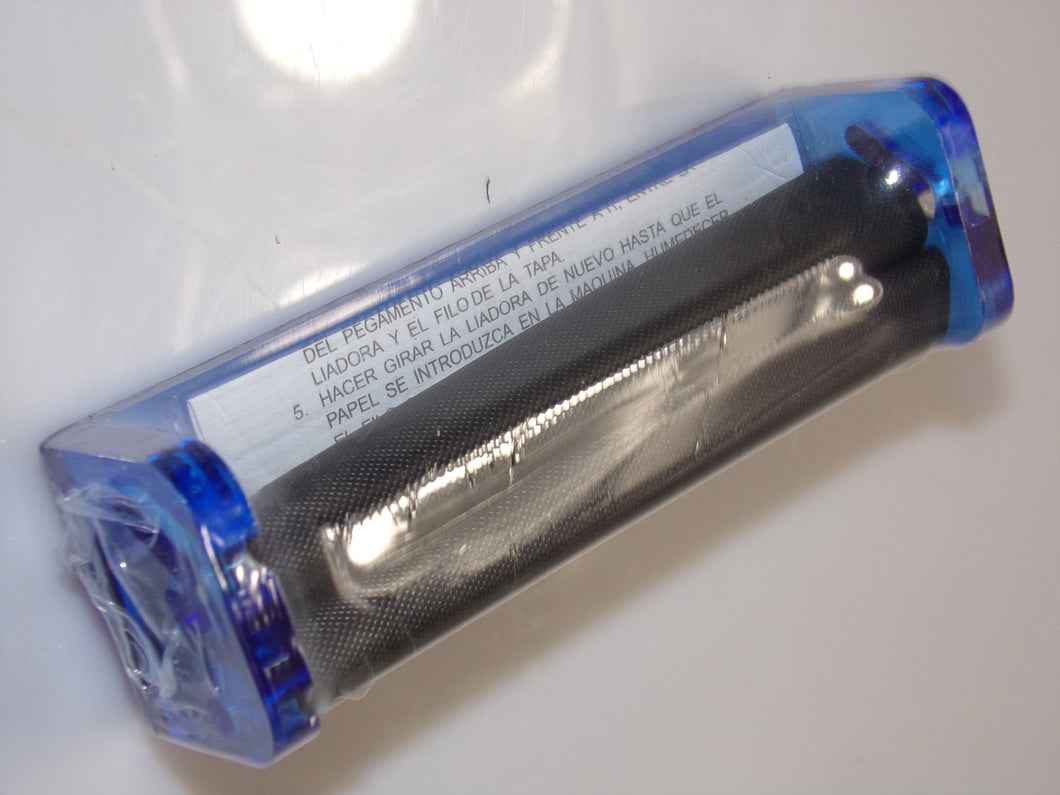 DEL PEGAMENTO ARRIBA Y FRENTE A TI, ENTRE LA
LIADORA Y EL FILO DE LA TAPA.
5. HACER GIRAR LA LIADORA DE NUEVO HASTA QUE EL
PAPEL SE INTRODUZCA EN LA MAQUINA, HUMEDECER
EL